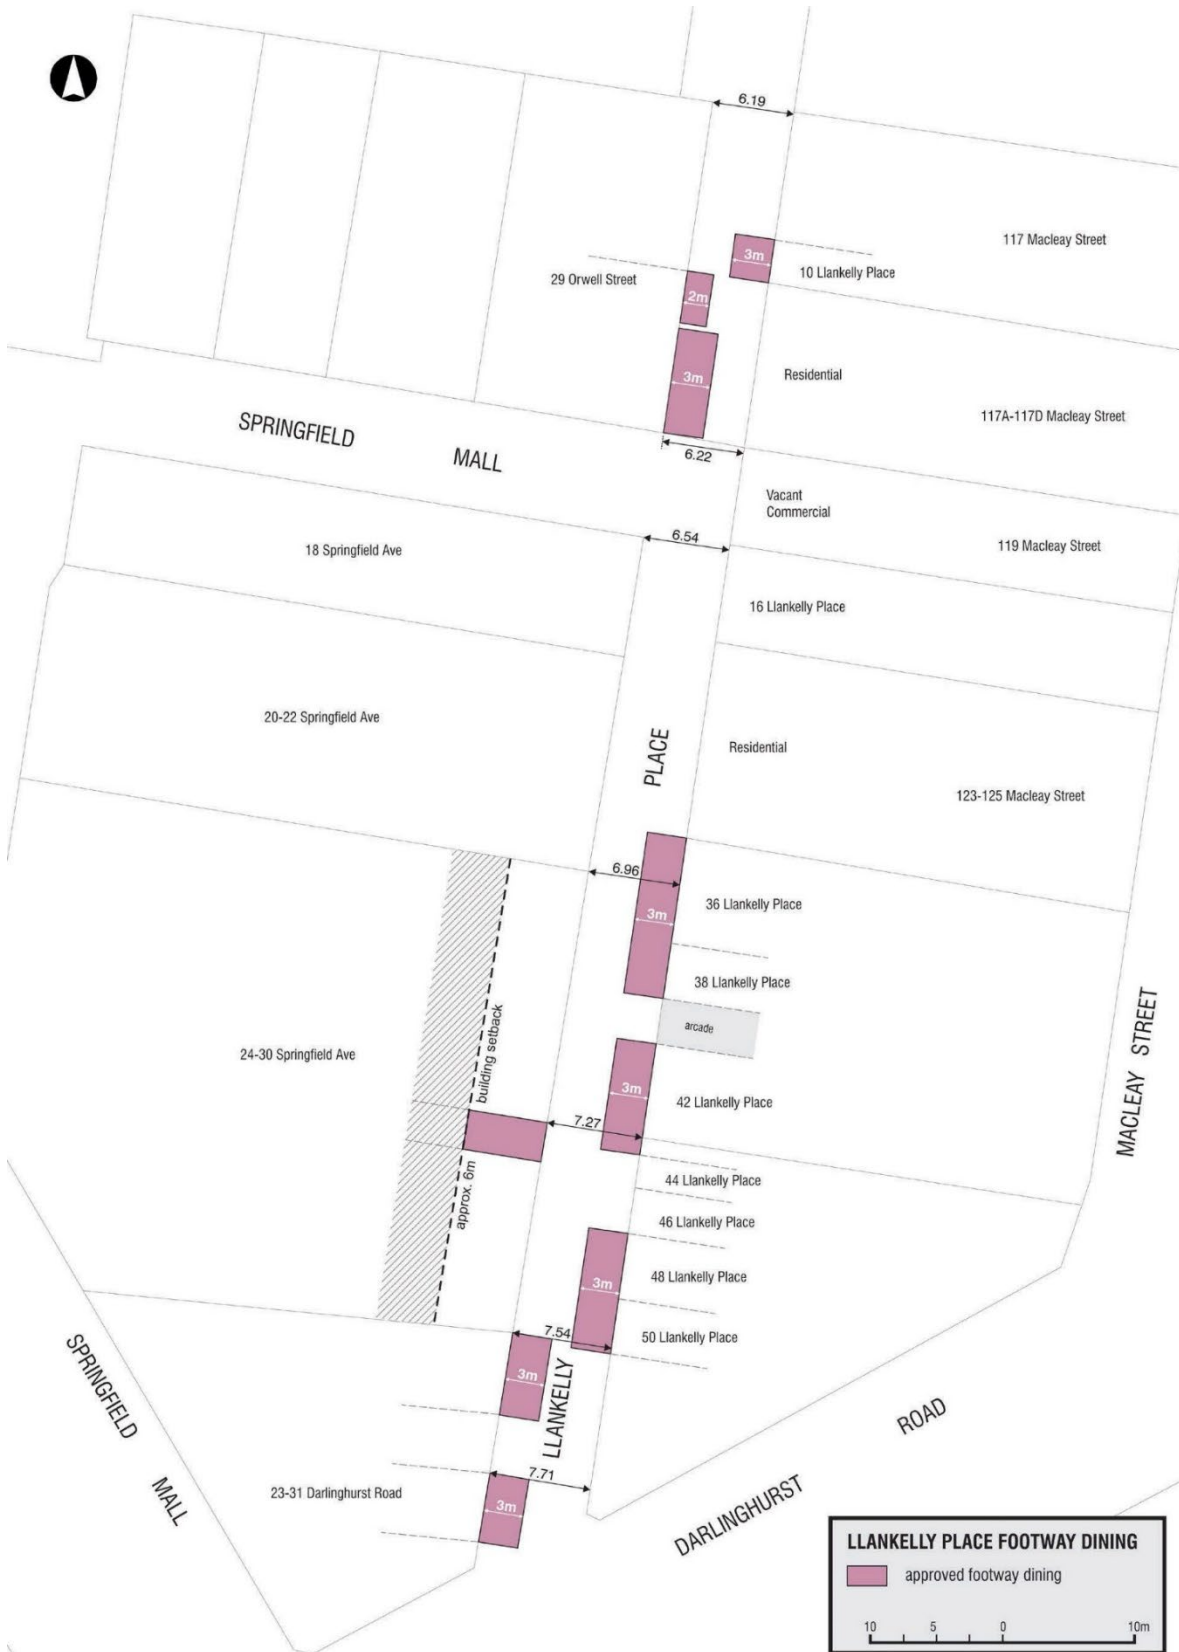 6.19
117 Macleay Street
3m
10 Llankelly Place
29 Orwell Street
2m
3m
Residential
117A-117D Macleay Street
SPRINGFIELD
MALL
6.22
Vacant
Commercial
6.54
119 Macleay Street
18 Springfield Ave
16 Llankelly Place
20-22 Springfield Ave
PLACE
Residential
123-125 Macleay Street
6.96
36 Llankelly Place
3m
38 Llankelly Place
arcade
MACLEAY STREET
24-30 Springfield Ave
building setback
3m
42 Llankelly Place
7.27
approx. 6m
44 Llankelly Place
46 Llankelly Place
3m
48 Llankelly Place
7.54
50 Llankelly Place
SPRINGFIELD
MALL
3m
LLANKELLY
ROAD
7.71
23-31 Darlinghurst Road
3m
DARLINGHURST
LLANKELLY PLACE FOOTWAY DINING
approved footway dining
10 5 0 10m